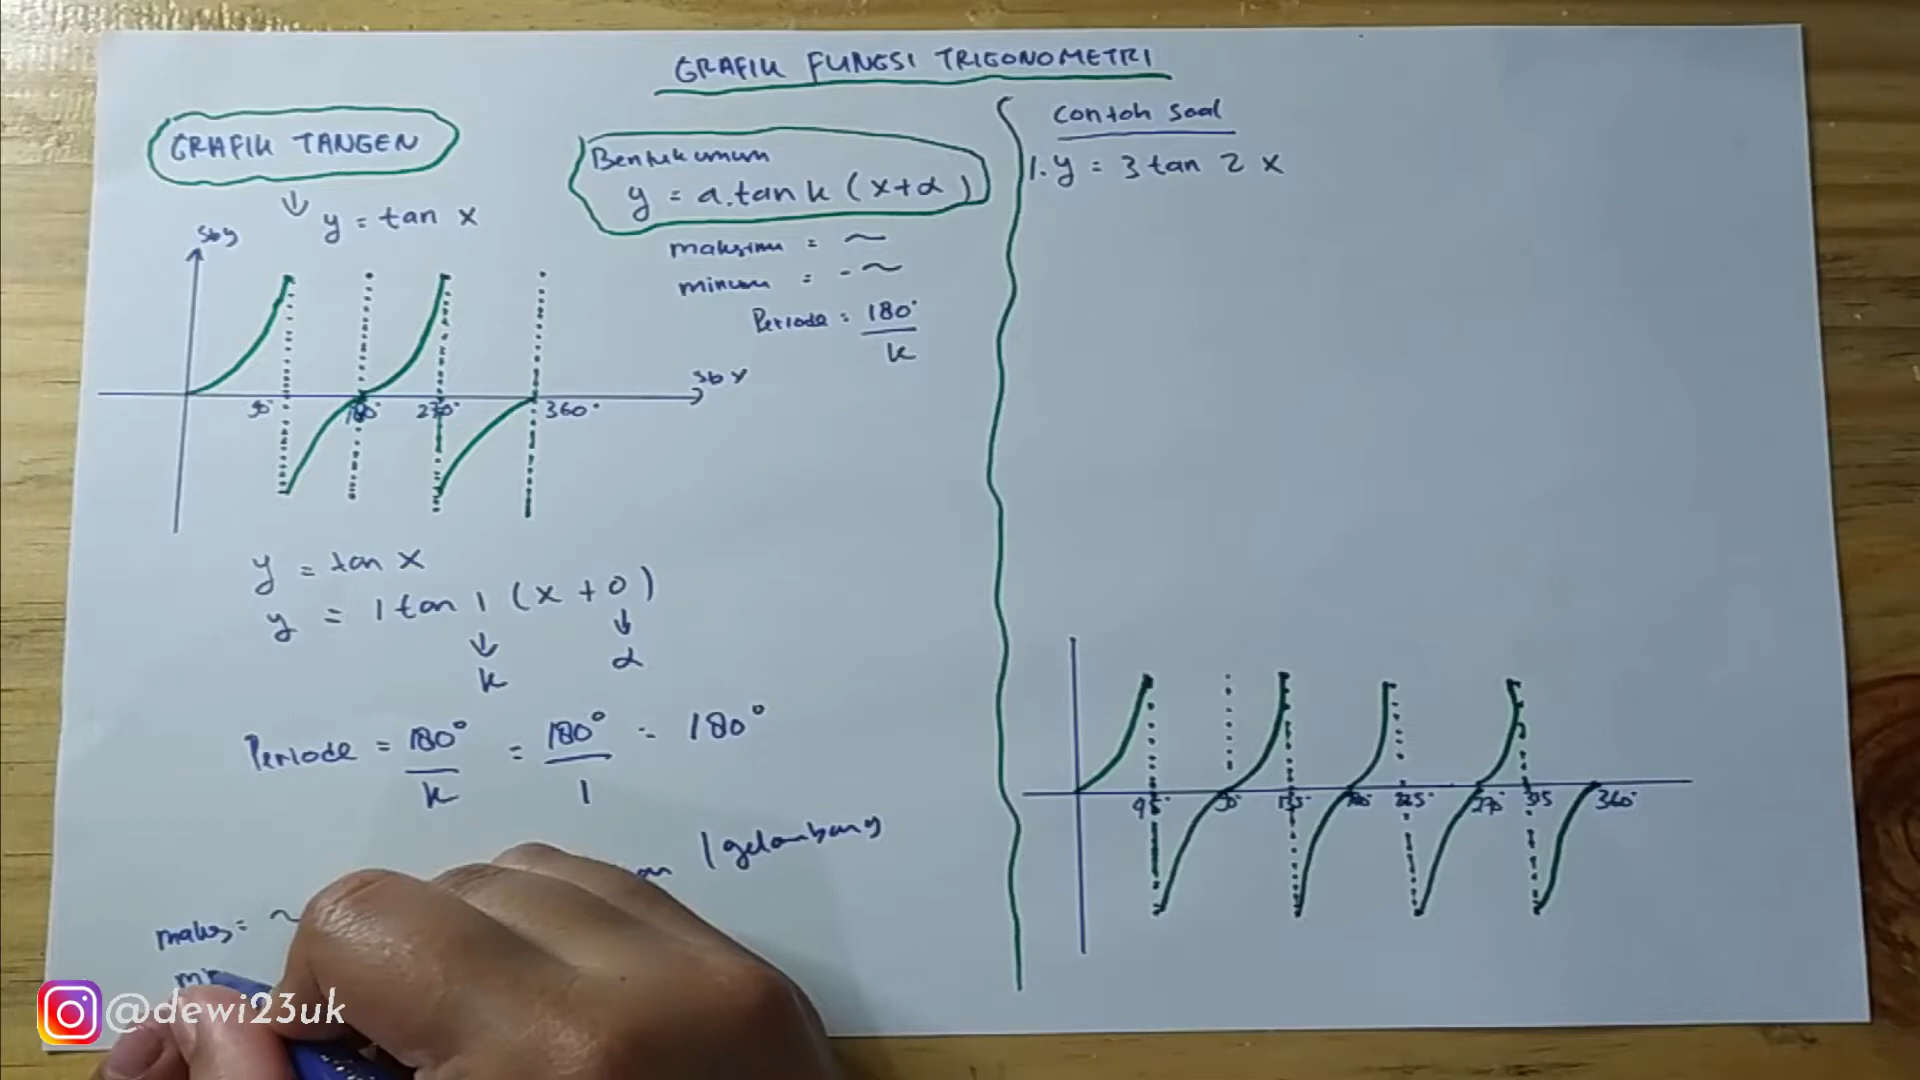 GRAFIK FUNGSI TRIGONOMETRI
GRAFIK TANGEN
y = tan x
sb y
sb x
90° 180° 270° 360°
Bentuk umum
y = a.tan k (x+α)
maksimu = ~
minimu = -~
Periode = 180°
k
y = tan x
y = 1 tan 1 (x + 0)
k α
Periode = 180° = 180° = 180°
k 1
1 gelombang
maks = ~
@dewi23uk
contoh soal
1. y = 3 tan 2 x
45° 90° 135° 180° 225° 270° 315 360°